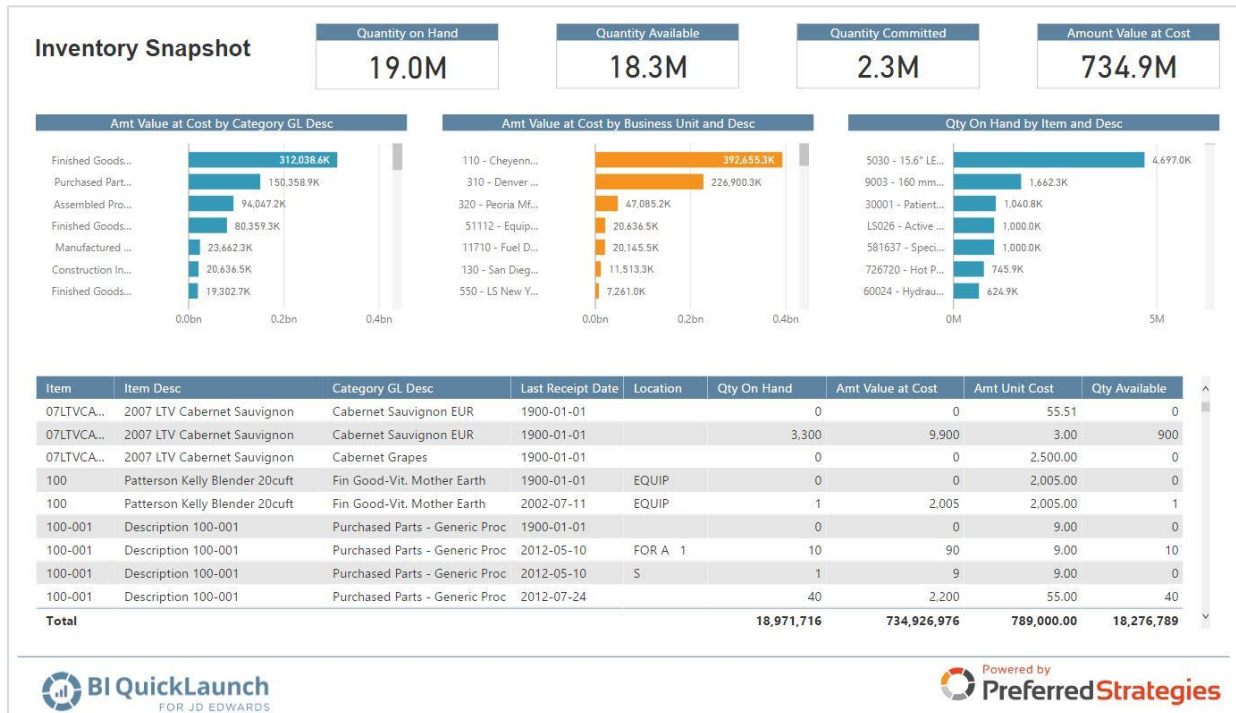 Inventory Snapshot
Quantity on Hand
19.0M
Quantity Available
18.3M
Quantity Committed
2.3M
Amount Value at Cost
734.9M
Amt Value at Cost by Category GL Desc
Finished Goods... 312,038.6K
Purchased Part... 150,358.9K
Assembled Pro... 94,047.2K
Finished Goods... 80,359.3K
Manufactured ... 23,662.3K
Construction In... 20,636.5K
Finished Goods... 19,302.7K
0.0bn 0.2bn 0.4bn
Amt Value at Cost by Business Unit and Desc
110 - Cheyenn... 392,655.3K
310 - Denver ... 226,900.3K
320 - Peoria Mf... 47,085.2K
51112 - Equip... 20,636.5K
11710 - Fuel D... 20,145.5K
130 - San Dieg... 11,513.3K
550 - LS New Y... 7,261.0K
0.0bn 0.2bn 0.4bn
Qty On Hand by Item and Desc
5030 - 15.6" LE... 4,697.0K
9003 - 160 mm... 1,662.3K
30001 - Patient... 1,040.8K
LS026 - Active ... 1,000.0K
581637 - Speci... 1,000.0K
726720 - Hot P... 745.9K
60024 - Hydrau... 624.9K
0M 5M
Item Item Desc Category GL Desc Last Receipt Date Location Qty On Hand Amt Value at Cost Amt Unit Cost Qty Available
07LTVCA... 2007 LTV Cabernet Sauvignon Cabernet Sauvignon EUR 1900-01-01 0 0 55.51 0
07LTVCA... 2007 LTV Cabernet Sauvignon Cabernet Sauvignon EUR 1900-01-01 3,300 9,900 3.00 900
07LTVCA... 2007 LTV Cabernet Sauvignon Cabernet Grapes 1900-01-01 0 0 2,500.00 0
100 Patterson Kelly Blender 20cuft Fin Good-Vit. Mother Earth 1900-01-01 EQUIP 0 0 2,005.00 0
100 Patterson Kelly Blender 20cuft Fin Good-Vit. Mother Earth 2002-07-11 EQUIP 1 2,005 2,005.00 1
100-001 Description 100-001 Purchased Parts - Generic Proc 1900-01-01 0 0 9.00 0
100-001 Description 100-001 Purchased Parts - Generic Proc 2012-05-10 FOR A 1 10 90 9.00 10
100-001 Description 100-001 Purchased Parts - Generic Proc 2012-05-10 S 1 9 9.00 0
100-001 Description 100-001 Purchased Parts - Generic Proc 2012-07-24 40 2,200 55.00 40
Total 18,971,716 734,926,976 789,000.00 18,276,789
BI QuickLaunch
FOR JD EDWARDS
Powered by
Preferred Strategies